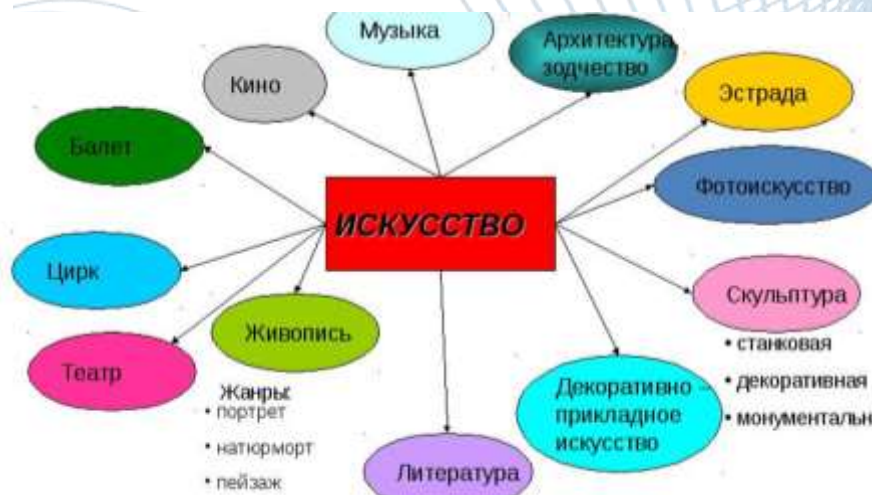 Музыка
Архитектура,
зодчество
Кино
Эстрада
Балет
Фотоискусство
ИСКУССТВО
Цирк
Скульптура
Живопись
• станковая
Театр
Жанры:
Декоративно –
• декоративная
• портрет
прикладное
искусство
• монументальн
• натюрморт
Литература
• пейзаж